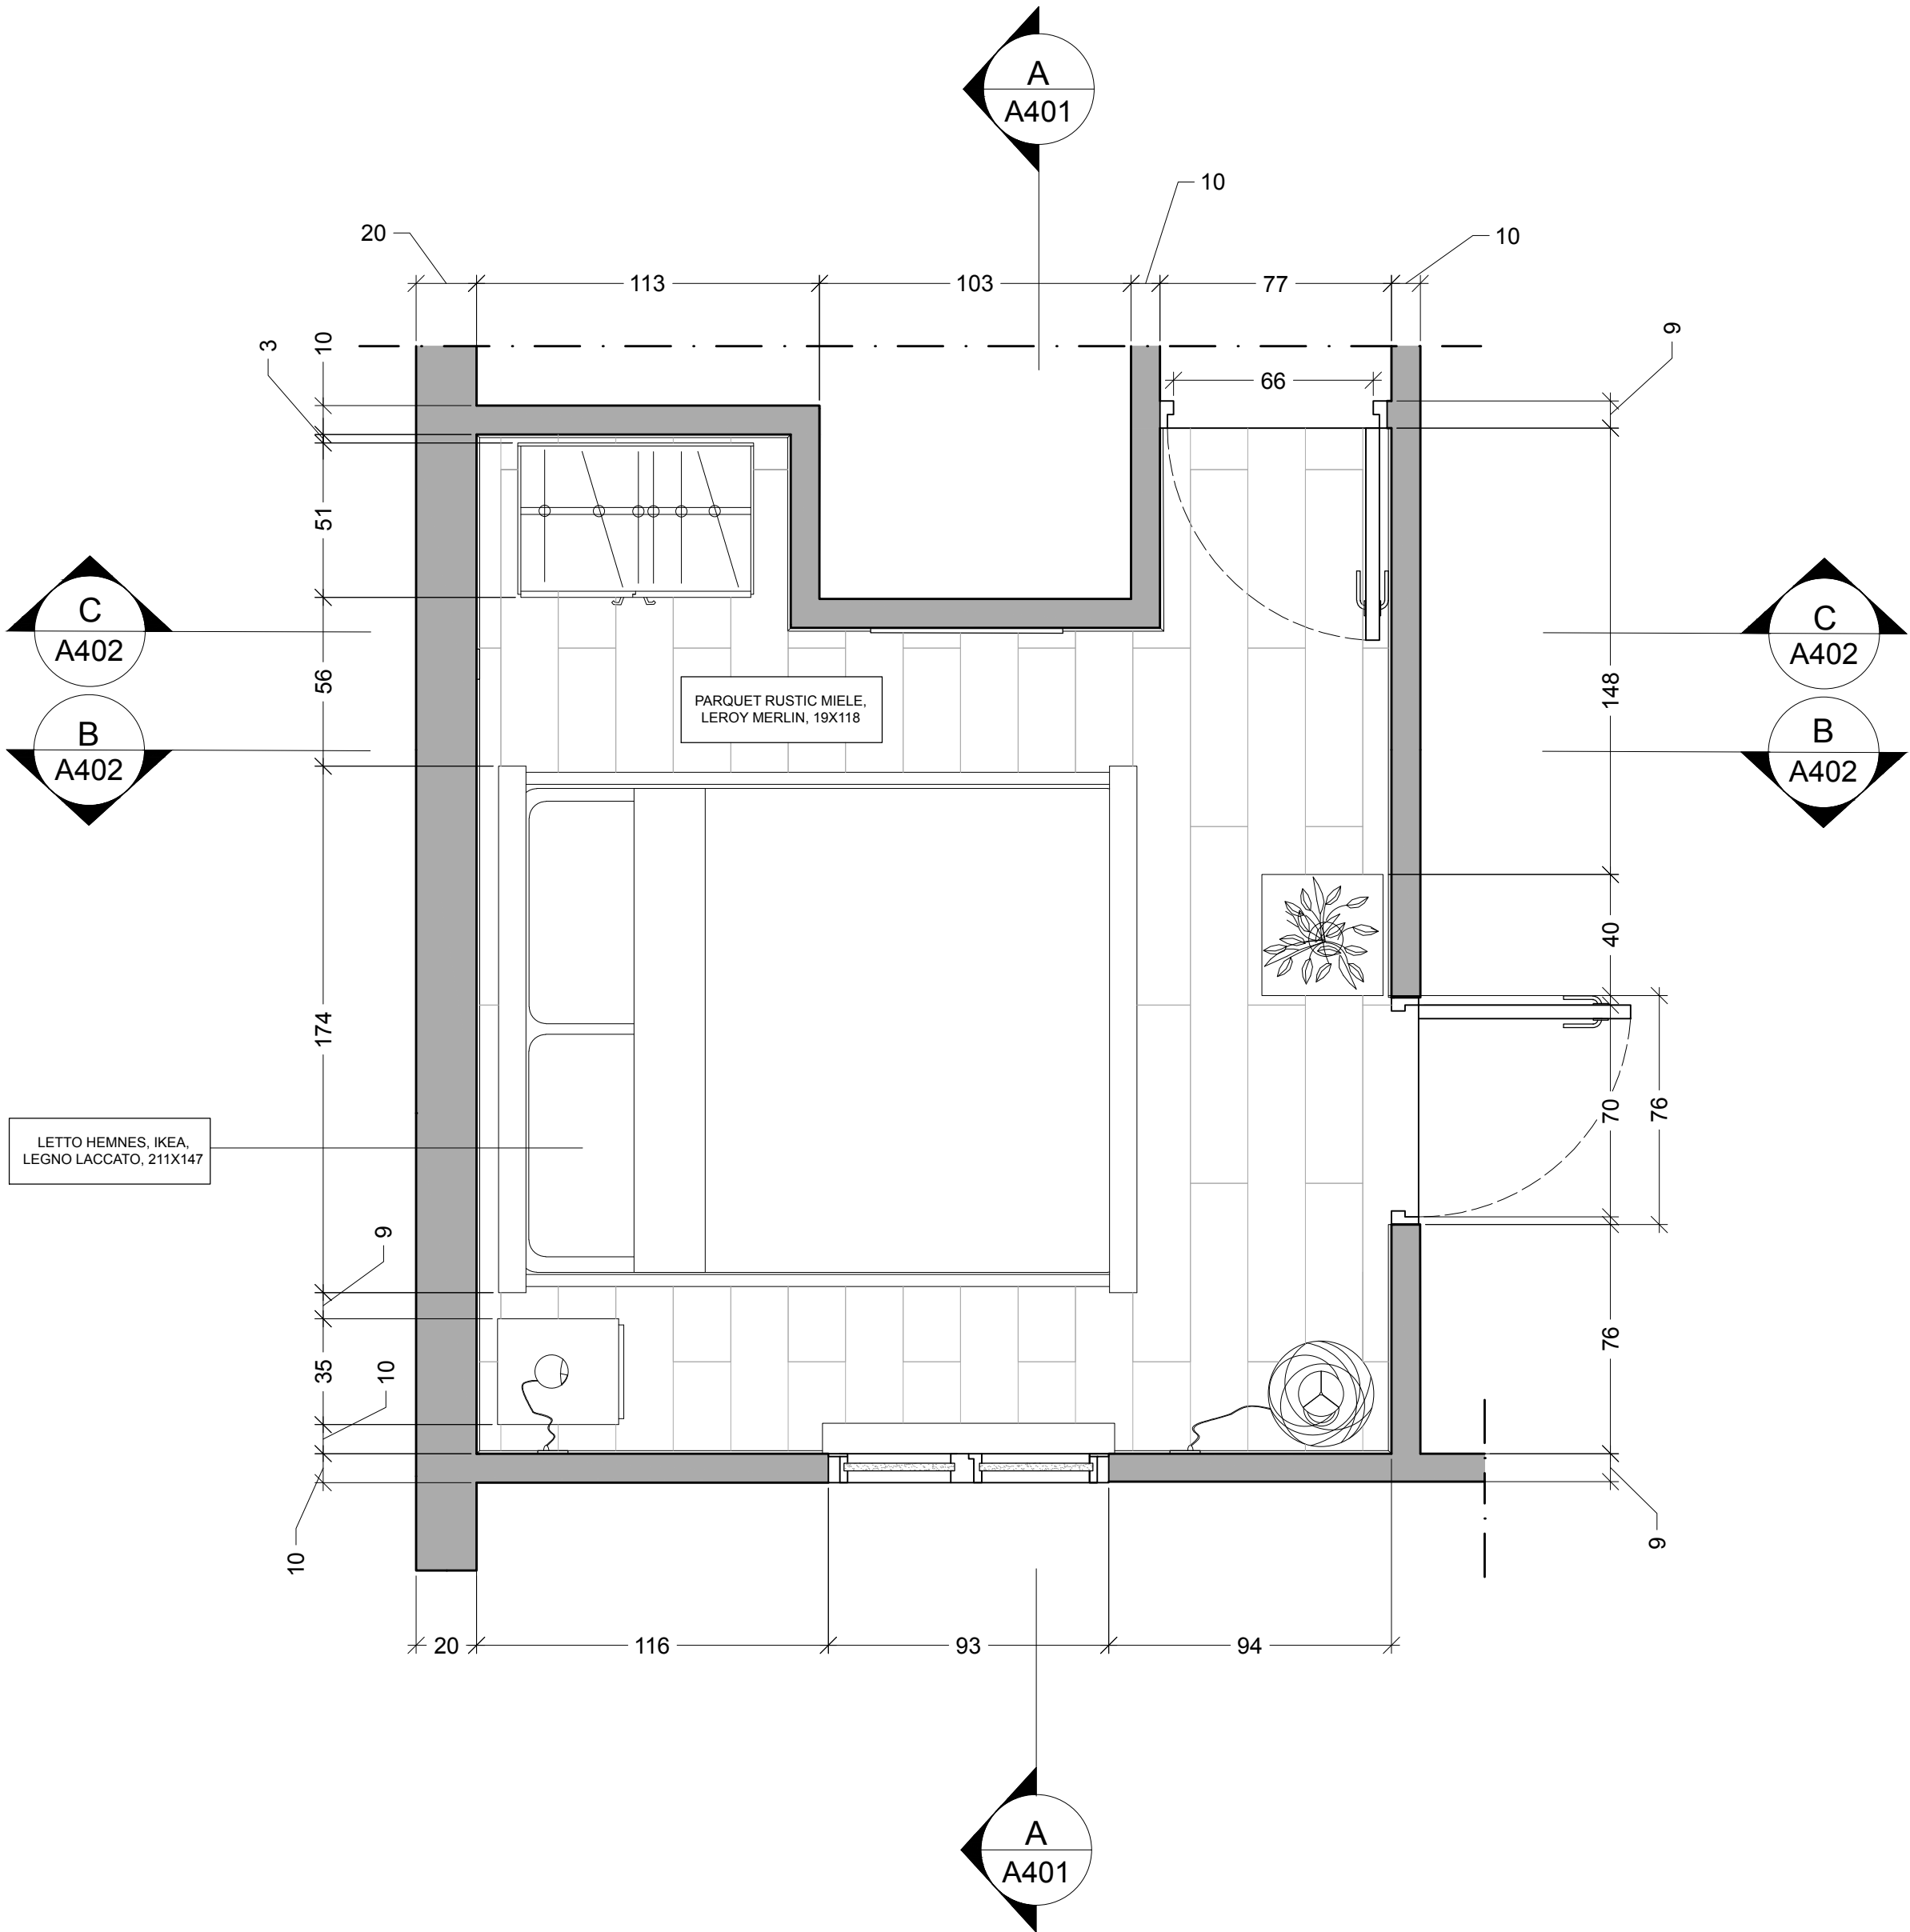 A
A401
10
20
10
113
103
77
3
10
9
66
51
C
A402
C
A402
56
148
PARQUET RUSTIC MIELE,
LEROY MERLIN, 19X118
B
A402
B
A402
40
174
70
76
LETTO HEMNES, IKEA,
LEGNO LACCATO, 211X147
9
35
10
76
10
9
20
116
93
94
A
A401